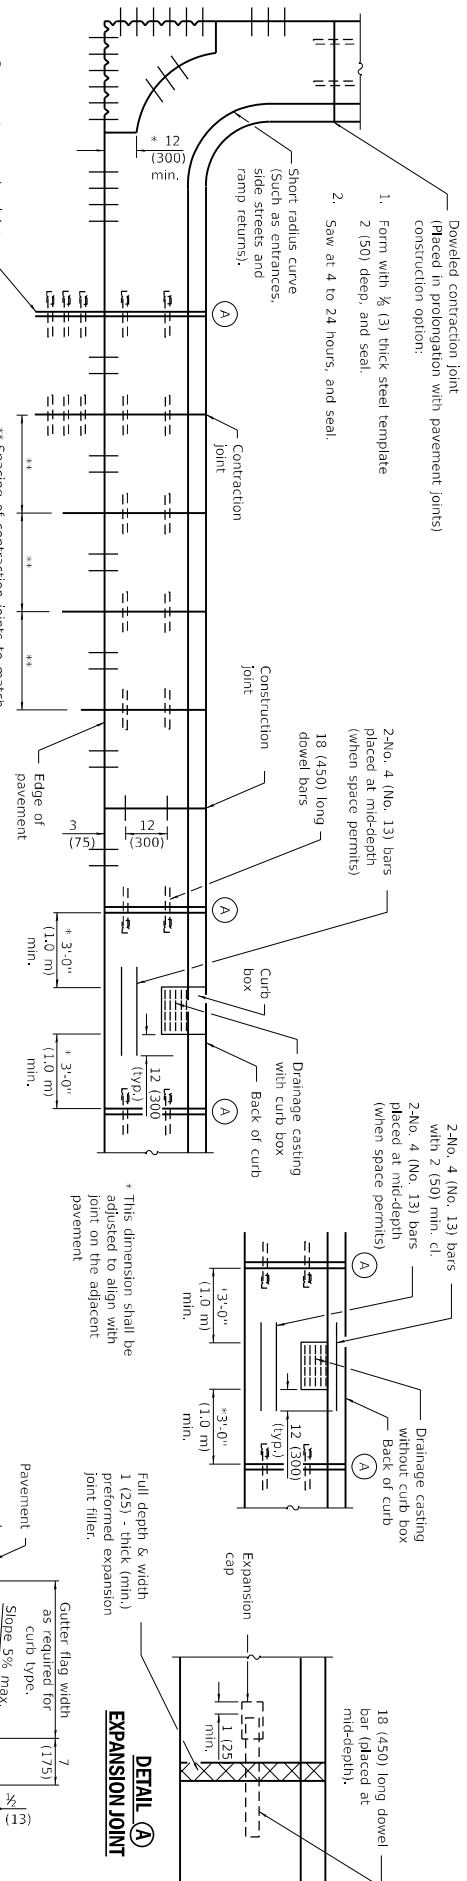 Doweled contraction joint
(Placed in prolongation with pavement joints)
construction option:
1. Form with ⅛ (3) thick steel template
2 (50) deep, and seal.
2. Saw at 4 to 24 hours, and seal.
Short radius curve
(Such as entrances,
side streets and
ramp returns).
* 12
(300)
min.
A
Contraction
joint
**
**
**
** Spacing of contraction joints to match
Construction
joint
Edge of
pavement
2-No. 4 (No. 13) bars
placed at mid-depth
(when space permits)
18 (450) long
dowel bars
12
(300)
3
(75)
A
* 3'-0"
(1.0 m)
min.
Curb
box
Drainage casting
with curb box
Back of curb
12 (300
(typ.)
* 3'-0"
(1.0 m)
min.
A
* This dimension shall be
adjusted to align with
joint on the adjacent
pavement
2-No. 4 (No. 13) bars
with 2 (50) min. cl.
2-No. 4 (No. 13) bars
placed at mid-depth
(when space permits)
A
*3'-0"
(1.0 m)
min.
Drainage casting
without curb box
Back of curb
12 (300)
(typ.)
*3'-0"
(1.0 m)
min.
A
18 (450) long dowel
bar (placed at
mid-depth).
Expansion
cap
1 (25
min.
Full depth & width
1 (25) - thick (min.)
preformed expansion
joint filler.
DETAIL A
EXPANSION JOINT
Pavement
Gutter flag width
as required for
curb type.
Slope 5% max.
7
(175)
½
(13)